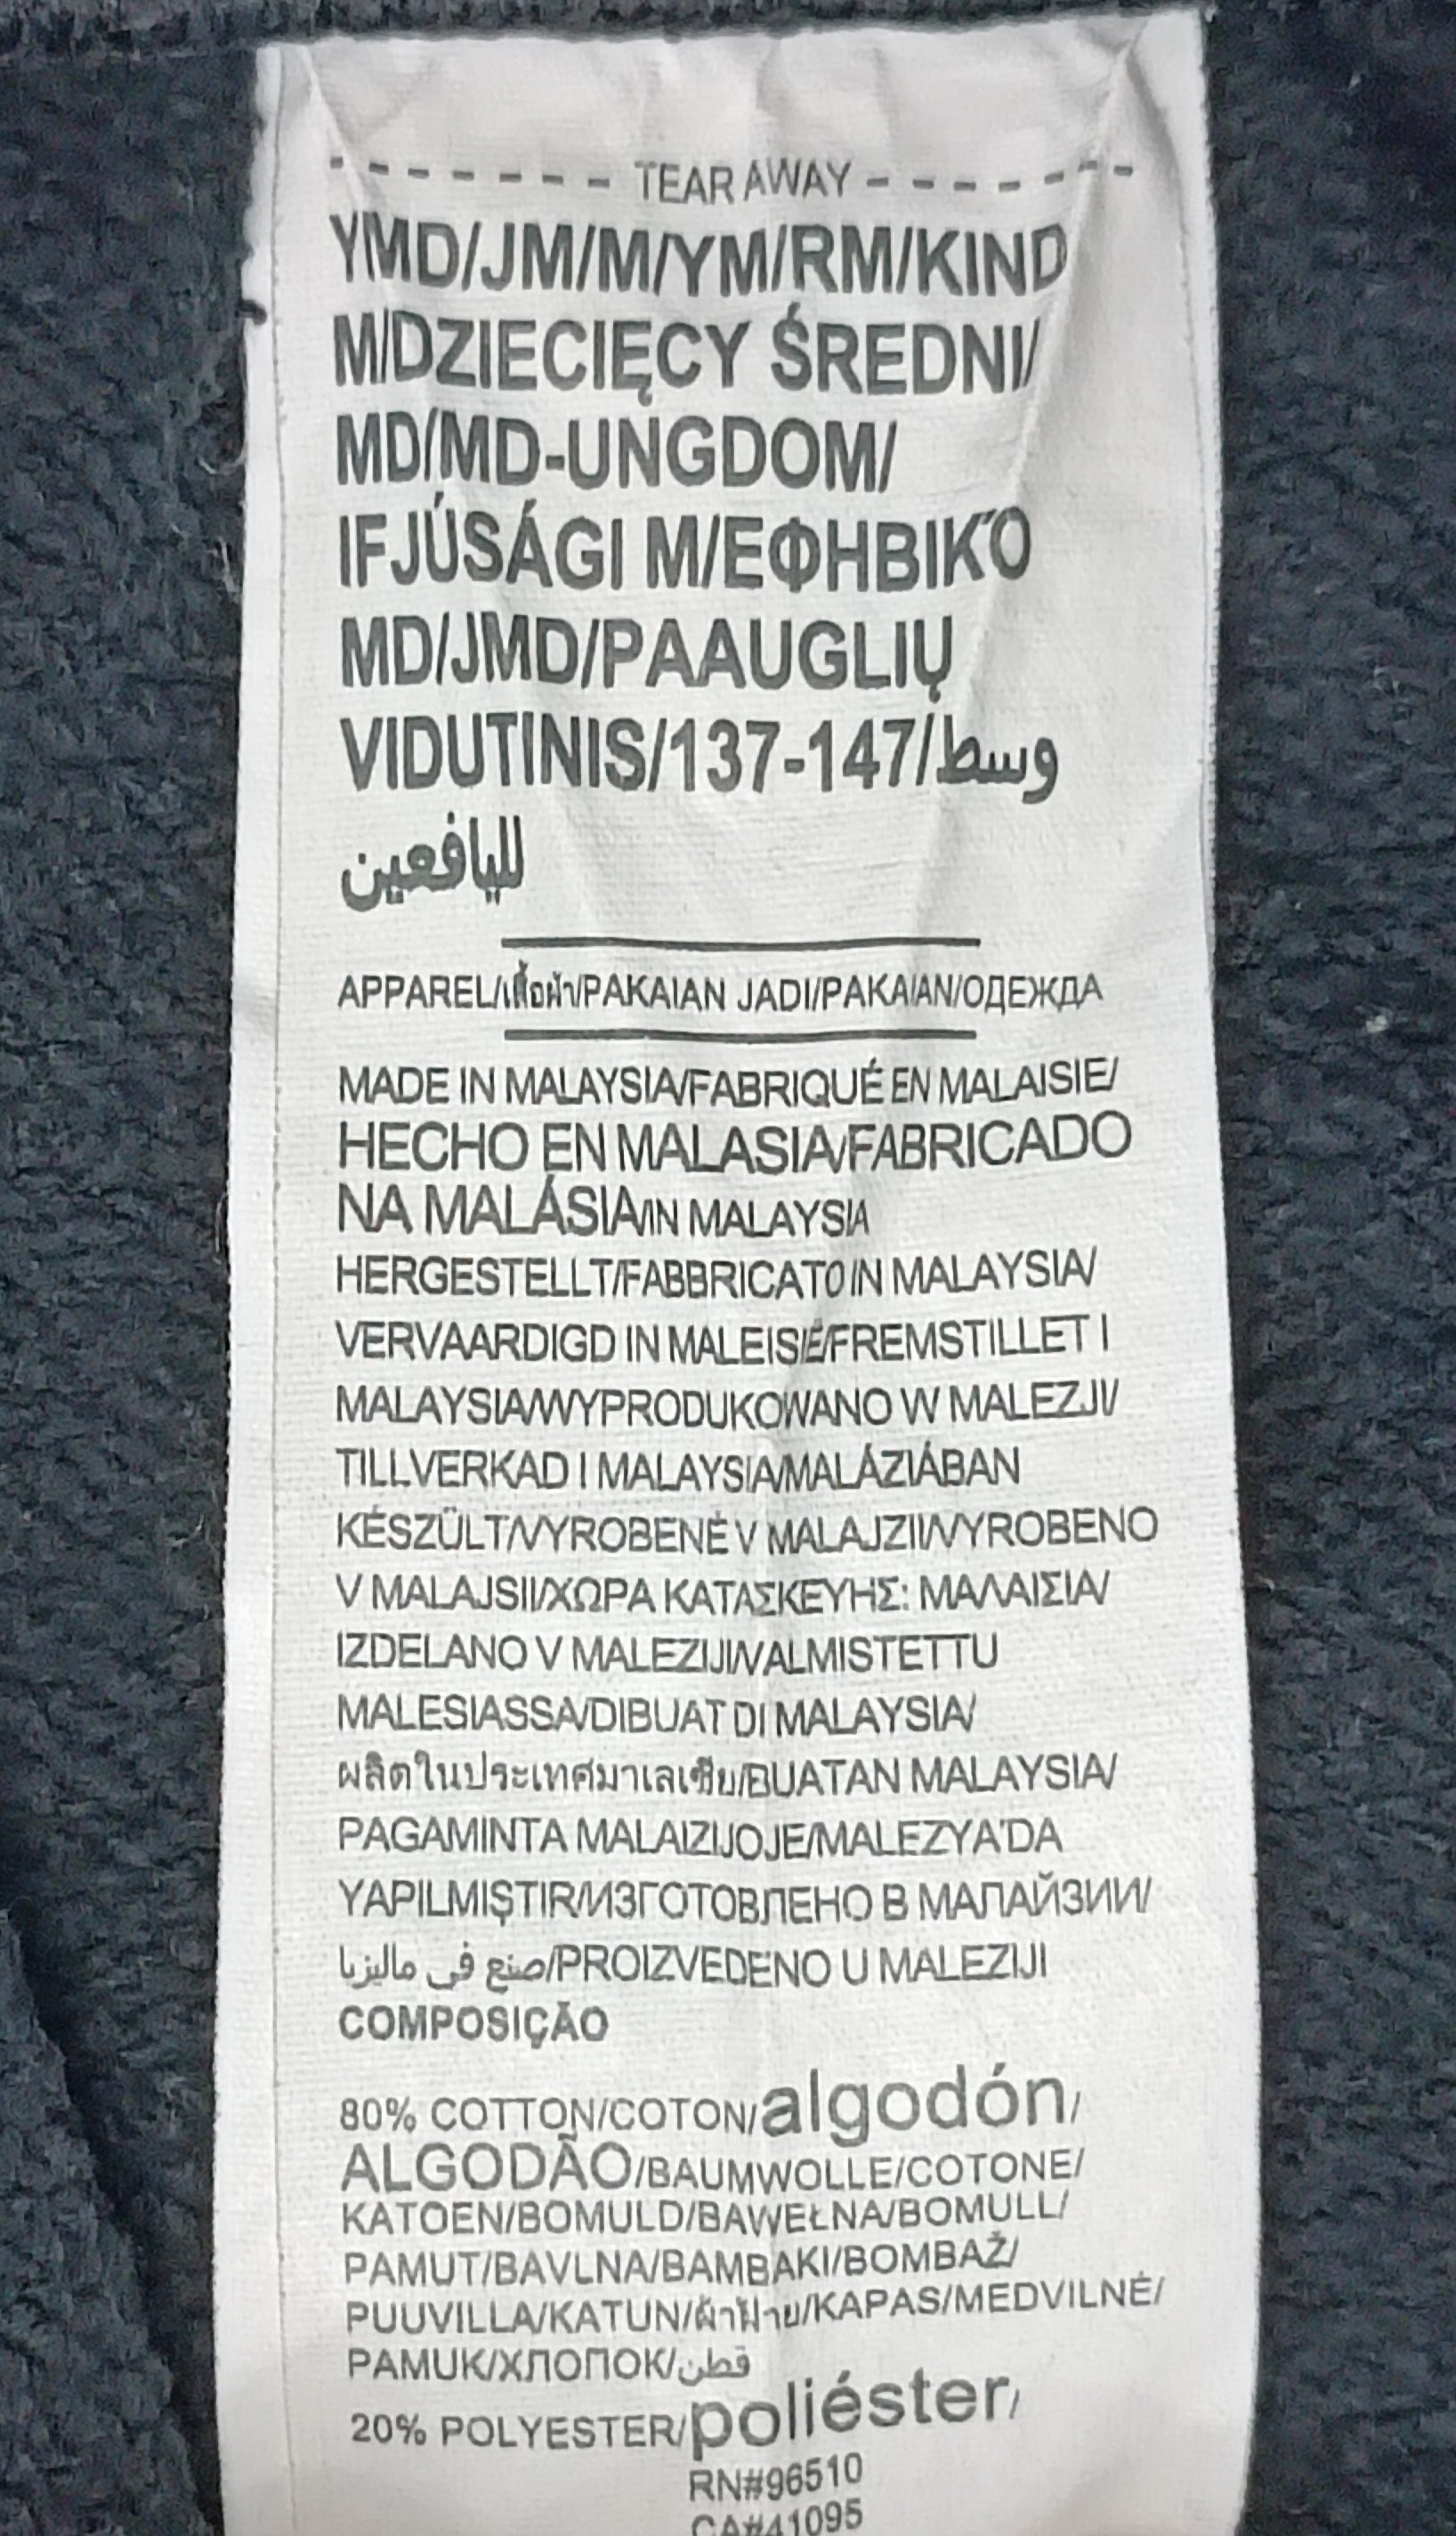 - - - - - - - TEAR AWAY - - - - - - -
YMD/JM/M/YM/RM/KIND
M/DZIECIĘCY ŚREDNI/
MD/MD-UNGDOM/
IFJÚSÁGI M/ΕΦΗΒΙΚΌ
MD/JMD/PAAUGLIŲ
VIDUTINIS/137-147/وسط
لليافعين
APPAREL/เสื้อผ้า/PAKAIAN JADI/PAKAIAN/ОДЕЖДА
MADE IN MALAYSIA/FABRIQUÉ EN MALAISIE/
HECHO EN MALASIA/FABRICADO
NA MALÁSIA/IN MALAYSIA
HERGESTELLT/FABBRICATO IN MALAYSIA/
VERVAARDIGD IN MALEISIË/FREMSTILLET I
MALAYSIA/WYPRODUKOWANO W MALEZJI/
TILLVERKAD I MALAYSIA/MALÁZIÁBAN
KÉSZÜLT/VYROBENÉ V MALAJZII/VYROBENO
V MALAJSII/ΧΩΡΑ ΚΑΤΑΣΚΕΥΗΣ: ΜΑΛΑΙΣΙΑ/
IZDELANO V MALEZIJI/VALMISTETTU
MALESIASSA/DIBUAT DI MALAYSIA/
ผลิตในประเทศมาเลเซีย/BUATAN MALAYSIA/
PAGAMINTA MALAIZIJOJE/MALEZYA'DA
YAPILMIŞTIR/ИЗГОТОВЛЕНО В МАЛАЙЗИИ/
صنع في ماليزيا/PROIZVEDENO U MALEZIJI
COMPOSIÇÃO
80% COTTON/COTON/algodón/
ALGODÃO/BAUMWOLLE/COTONE/
KATOEN/BOMULD/BAWEŁNA/BOMULL/
PAMUT/BAVLNA/BAMBAKI/BOMBAŽ/
PUUVILLA/KATUN/ผ้าฝ้าย/KAPAS/MEDVILNĖ/
PAMUK/ХЛОПОК/قطن
20% POLYESTER/poliéster/
RN#96510
CA#41095